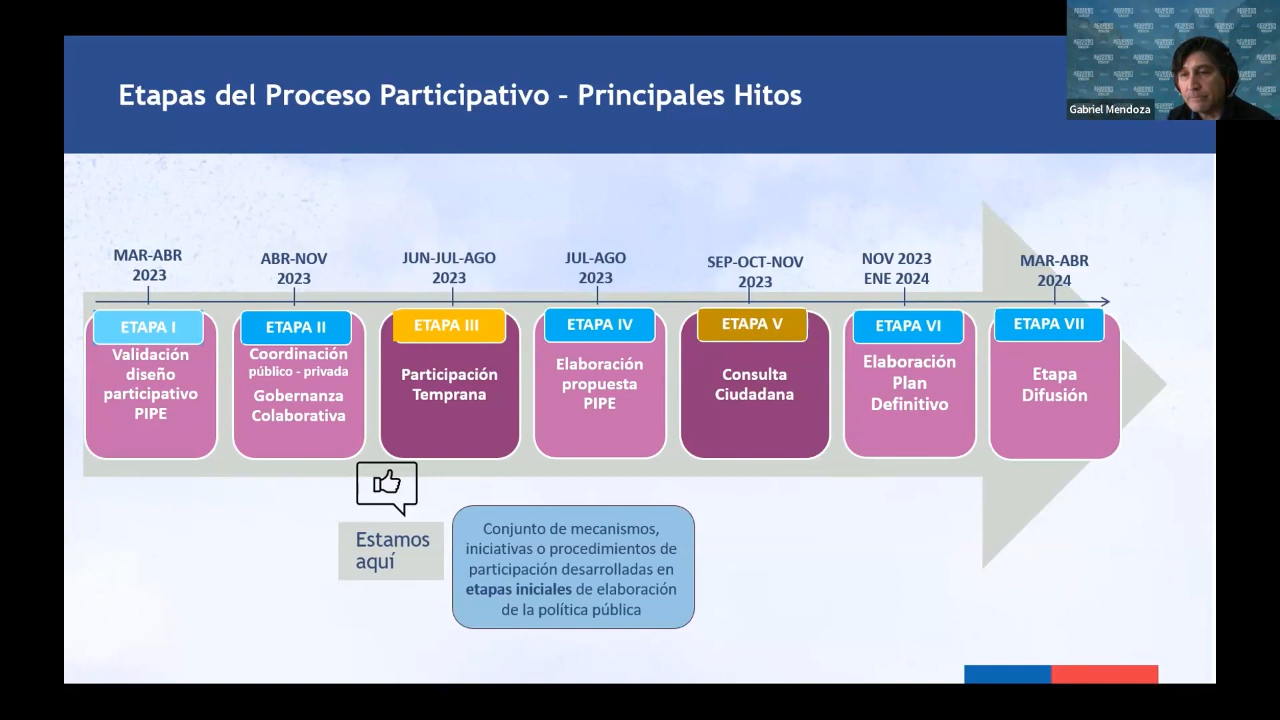 Etapas del Proceso Participativo - Principales Hitos
Gabriel Mendoza
MAR-ABR
2023
ABR-NOV
2023
JUN-JUL-AGO
2023
JUL-AGO
2023
SEP-OCT-NOV
2023
NOV 2023
ENE 2024
MAR-ABR
2024
ETAPA I
Validación
diseño
participativo
PIPE
ETAPA II
Coordinación
público - privada
Gobernanza
Colaborativa
ETAPA III
Participación
Temprana
ETAPA IV
Elaboración
propuesta
PIPE
ETAPA V
Consulta
Ciudadana
ETAPA VI
Elaboración
Plan
Definitivo
ETAPA VII
Etapa
Difusión
Estamos
aquí
Conjunto de mecanismos,
iniciativas o procedimientos de
participación desarrolladas en
etapas iniciales de elaboración
de la política pública